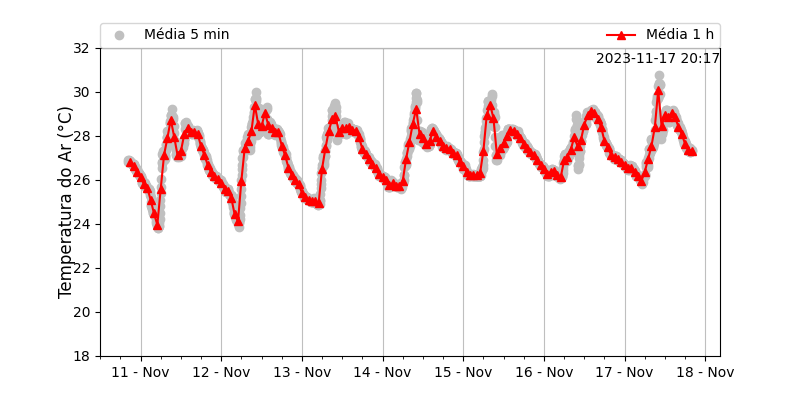 Média 5 min
Média 1 h
2023-11-17 20:17
Temperatura do Ar (°C)
32
30
28
26
24
22
20
18
11 - Nov
12 - Nov
13 - Nov
14 - Nov
15 - Nov
16 - Nov
17 - Nov
18 - Nov